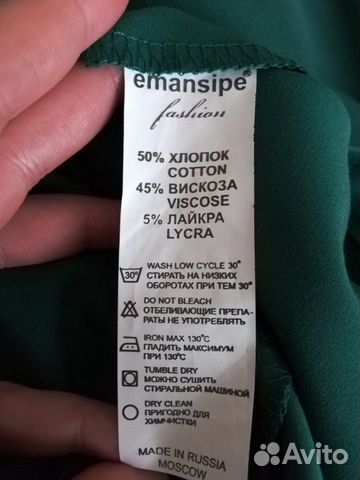 emansipe®
fashion
50% ХЛОПОК
COTTON
45% ВИСКОЗА
VISCOSE
5% ЛАЙКРА
LYCRA
30° WASH LOW CYCLE 30°
СТИРАТЬ НА НИЗКИХ
ОБОРОТАХ ПРИ ТЕМ 30°
DO NOT BLEACH
ОТБЕЛИВАЮЩИЕ ПРЕПА-
РАТЫ НЕ УПОТРЕБЛЯТЬ
IRON MAX 130°C
ГЛАДИТЬ МАКСИМУМ
ПРИ 130°C
TUMBLE DRY
МОЖНО СУШИТЬ
СТИРАЛЬНОЙ МАШИНОЙ
DRY CLEAN
ПРИГОДНО ДЛЯ
ХИМЧИСТКИ
MADE IN RUSSIA
MOSCOW
Avito